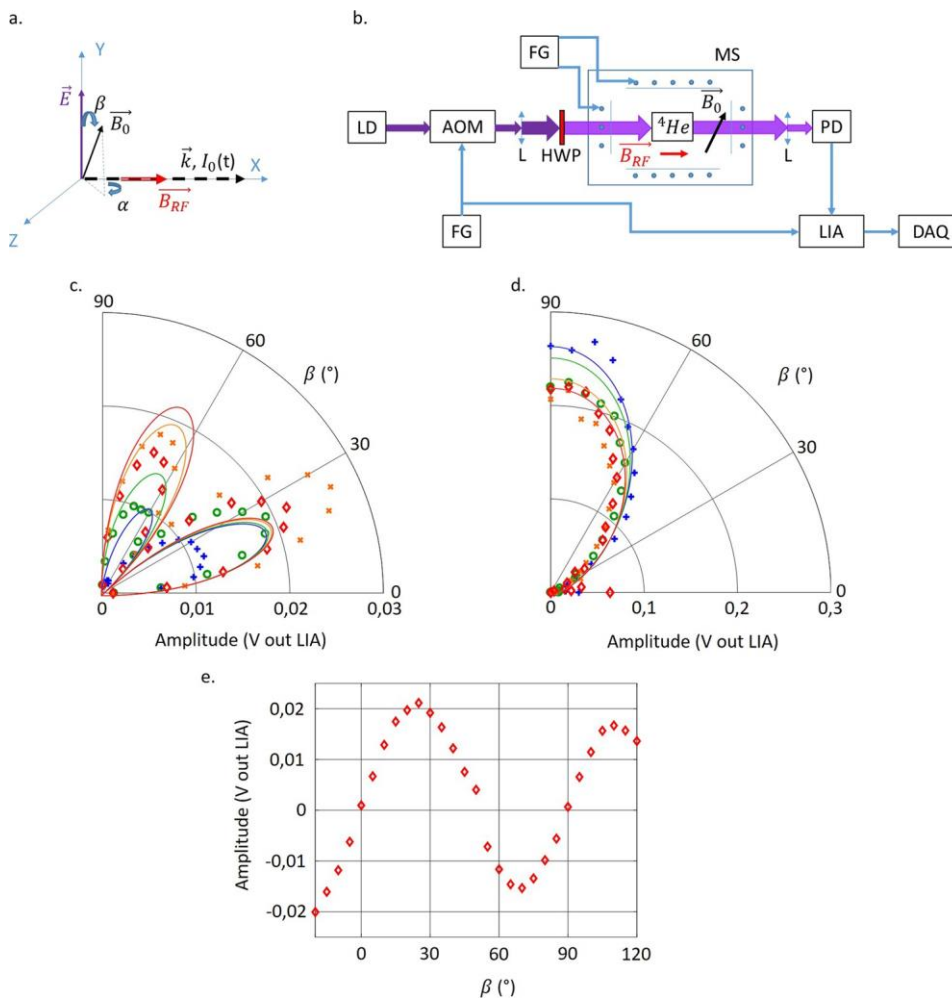 a.
Y
E⃗
β
B₀⃗
k⃗, I₀(t)
X
α
B_RF⃗
Z
b.
FG
MS
B₀⃗
LD
AOM
⁴He
PD
L
HWP
B_RF⃗
L
FG
LIA
DAQ
c.
90
60
β (°)
30
0
0
0,01
0,02
0,03
Amplitude (V out LIA)
d.
90
60
β (°)
30
0
0
0,1
0,2
0,3
Amplitude (V out LIA)
e.
Amplitude (V out LIA)
0,02
0,01
0
-0,01
-0,02
0
30
60
90
120
β (°)